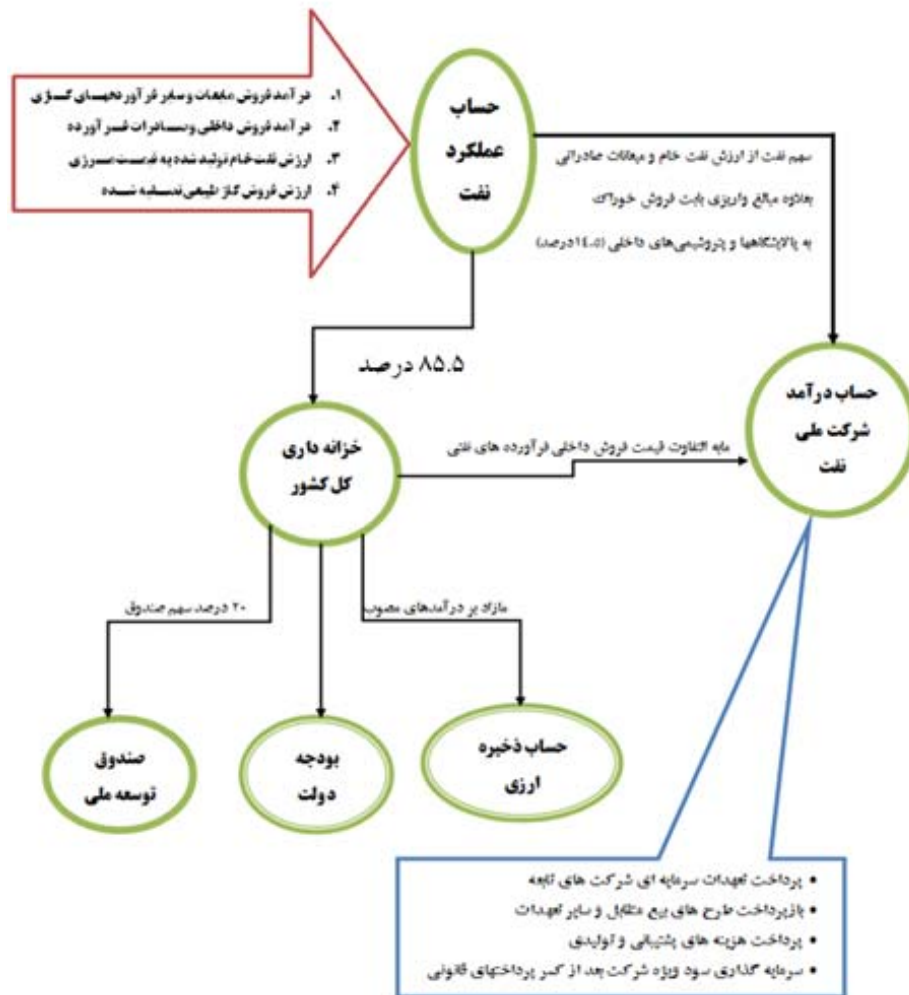 ۱. درآمد فروش مایعات و سایر فرآورده‌های گازی
۲. درآمد فروش داخلی و صادرات فرآورده
۳. ارزش نفت خام تولید شده به قیمت مرزی
۴. ارزش فروش گاز طبیعی تصفیه شده
حساب
عملکرد
نفت
سهم نفت از ارزش نفت خام و میعانات صادراتی
بعلاوه مبالغ واریزی بابت فروش خوراک
به پالایشگاهها و پتروشیمی‌های داخلی (۱٤.۵درصد)
۸۵.۵ درصد
حساب درآمد
شرکت ملی
نفت
خزانه داری
کل کشور
مابه التفاوت قیمت فروش داخلی فرآورده های نفتی
۲۰ درصد سهم صندوق
مازاد بر درآمدهای مصوب
صندوق
توسعه ملی
بودجه
دولت
حساب ذخیره
ارزی
• پرداخت تعهدات سرمایه ای شرکت های تابعه
• بازپرداخت طرح های بیع متقابل و سایر تعهدات
• پرداخت هزینه های پشتیبانی و تولیدی
• سرمایه گذاری سود ویژه شرکت بعد از کسر پرداختهای قانونی